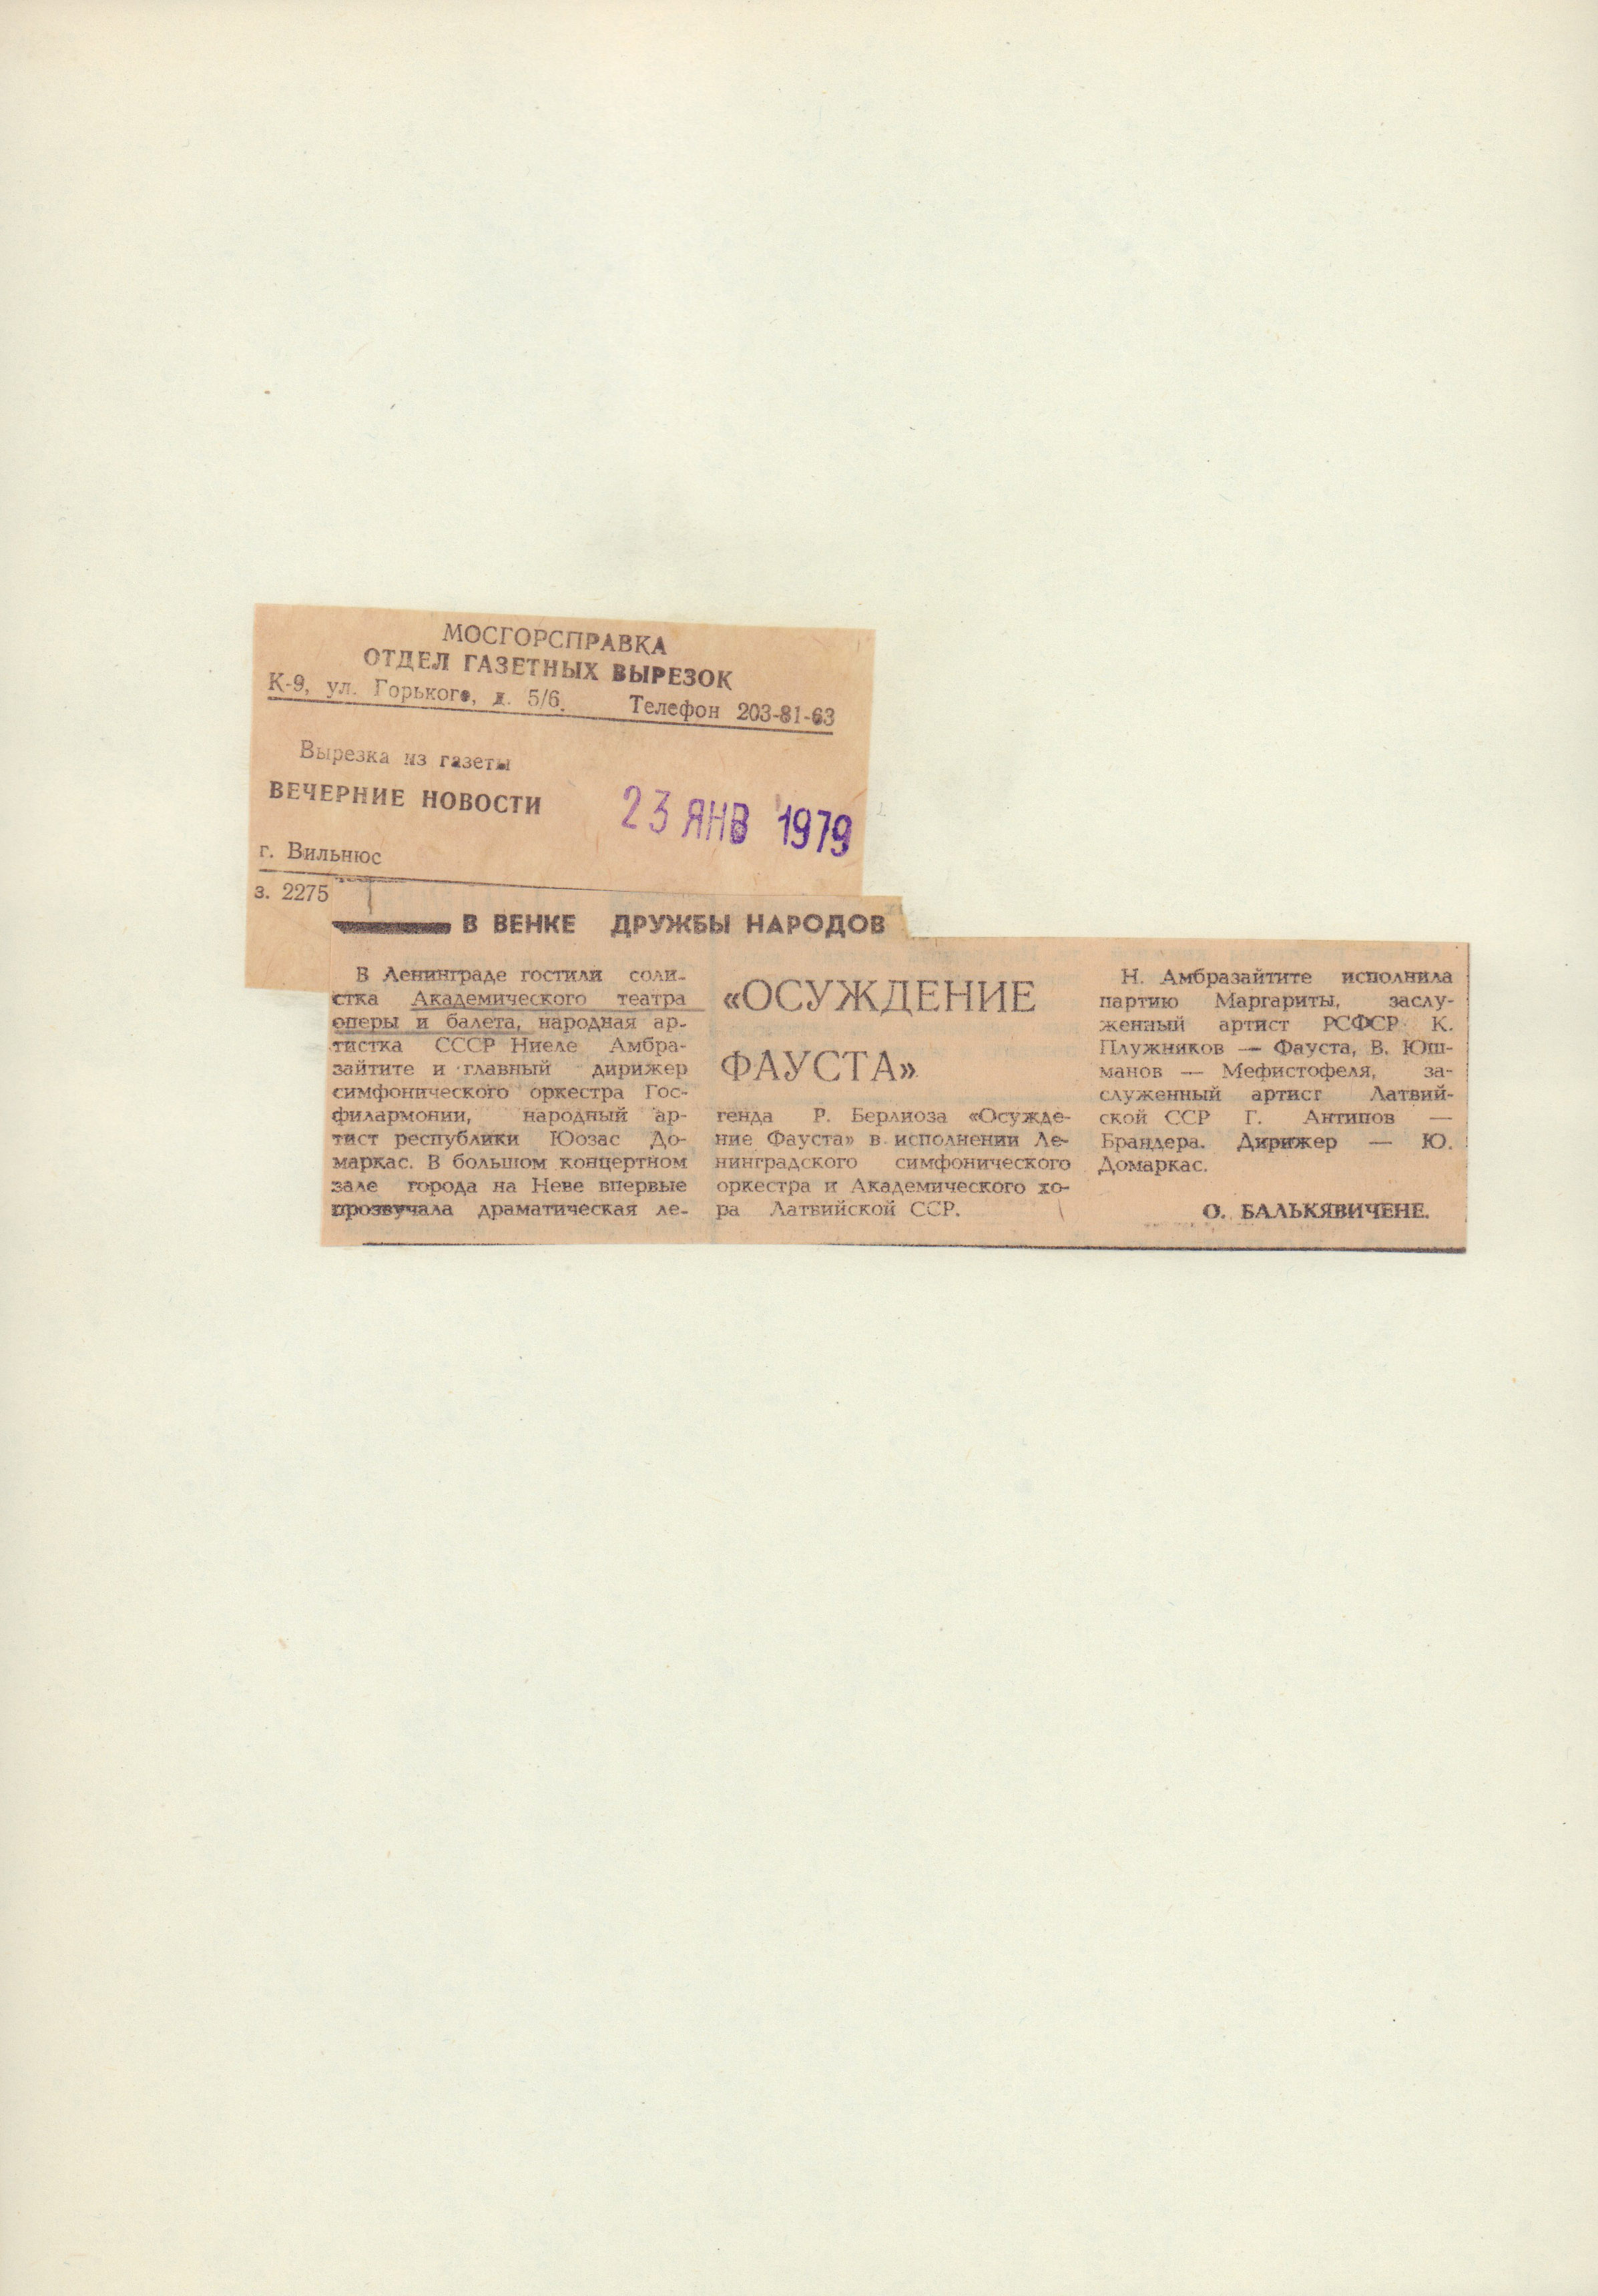 МОСГОРСПРАВКА
ОТДЕЛ ГАЗЕТНЫХ ВЫРЕЗОК
К-9, ул. Горького, д. 5/6. Телефон 203-81-63
Вырезка из газеты
ВЕЧЕРНИЕ НОВОСТИ
23 ЯНВ 1979
г. Вильнюс
з. 2275
В ВЕНКЕ ДРУЖБЫ НАРОДОВ
В Ленинграде гостили соли-
стка Академического театра
оперы и балета, народная ар-
тистка СССР Ниеле Амбра-
зайтите и главный дирижер
симфонического оркестра Гос-
филармонии, народный ар-
тист республики Юозас До-
маркас. В большом концертном
зале города на Неве впервые
прозвучала драматическая ле-
«ОСУЖДЕНИЕ
ФАУСТА»
генда Р. Берлиоза «Осужде-
ние Фауста» в исполнении Ле-
нинградского симфонического
оркестра и Академического хо-
ра Латвийской ССР.
Н. Амбразайтите исполнила
партию Маргариты, заслу-
женный артист РСФСР К.
Плужников — Фауста, В. Юш-
манов — Мефистофеля, за-
служенный артист Латвий-
ской ССР Г. Антипов —
Брандера. Дирижер — Ю.
Домаркас.
О. БАЛЬКЯВИЧЕНЕ.